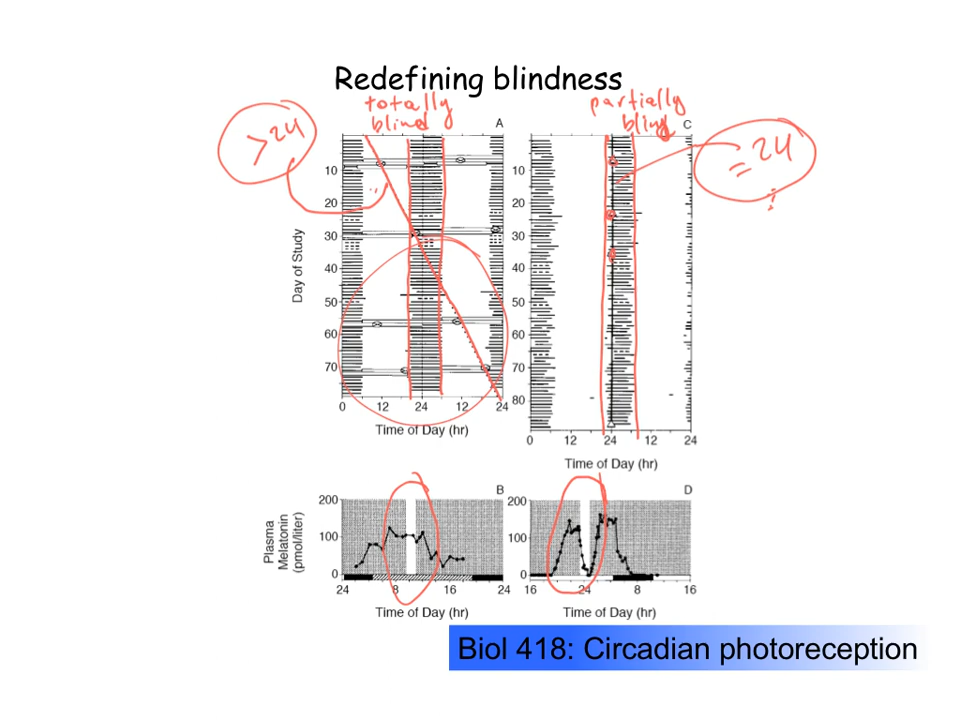 Redefining blindness
totally
blind
partially
blind
>24
=24
A
C
Day of Study
10
20
30
40
50
60
70
0 12 24 12 24
Time of Day (hr)
10
20
30
40
50
60
70
80
0 12 24 12 24
Time of Day (hr)
B
D
Plasma
Melatonin
(pmol/liter)
200
100
0
24 8 16 24
Time of Day (hr)
200
100
0
16 24 8 16
Time of Day (hr)
Biol 418: Circadian photoreception